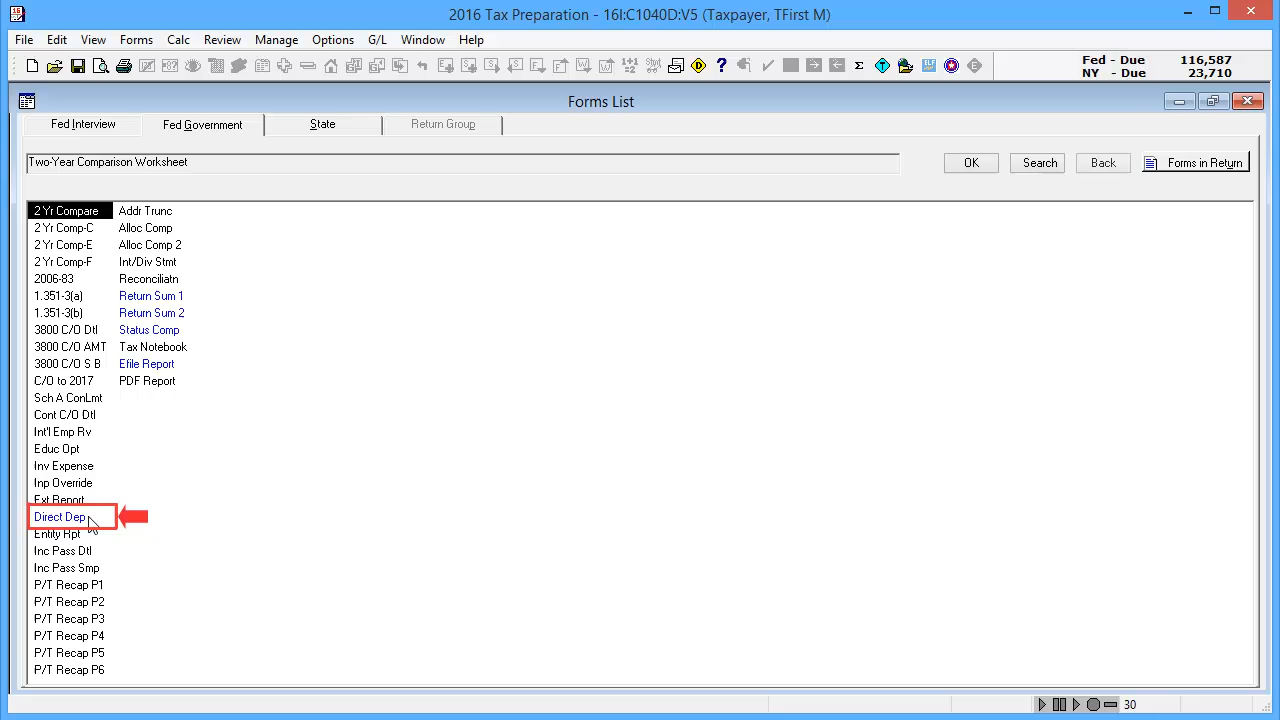 2016 Tax Preparation - 16I:C1040D:V5 (Taxpayer, TFirst M)
File Edit View Forms Calc Review Manage Options G/L Window Help
Fed - Due 116,587
NY - Due 23,710
Forms List
Fed Interview Fed Government State Return Group
Two-Year Comparison Worksheet OK Search Back Forms in Return
2 Yr Compare Addr Trunc
2 Yr Comp-C Alloc Comp
2 Yr Comp-E Alloc Comp 2
2 Yr Comp-F Int/Div Stmt
2006-83 Reconciliatn
1.351-3(a) Return Sum 1
1.351-3(b) Return Sum 2
3800 C/O Dtl Status Comp
3800 C/O AMT Tax Notebook
3800 C/O S B Efile Report
C/O to 2017 PDF Report
Sch A ConLmt
Cont C/O Dtl
Int'l Emp Rv
Educ Opt
Inv Expense
Inp Override
Ext Report
Direct Dep
Entity Rpt
Inc Pass Dtl
Inc Pass Smp
P/T Recap P1
P/T Recap P2
P/T Recap P3
P/T Recap P4
P/T Recap P5
P/T Recap P6
30